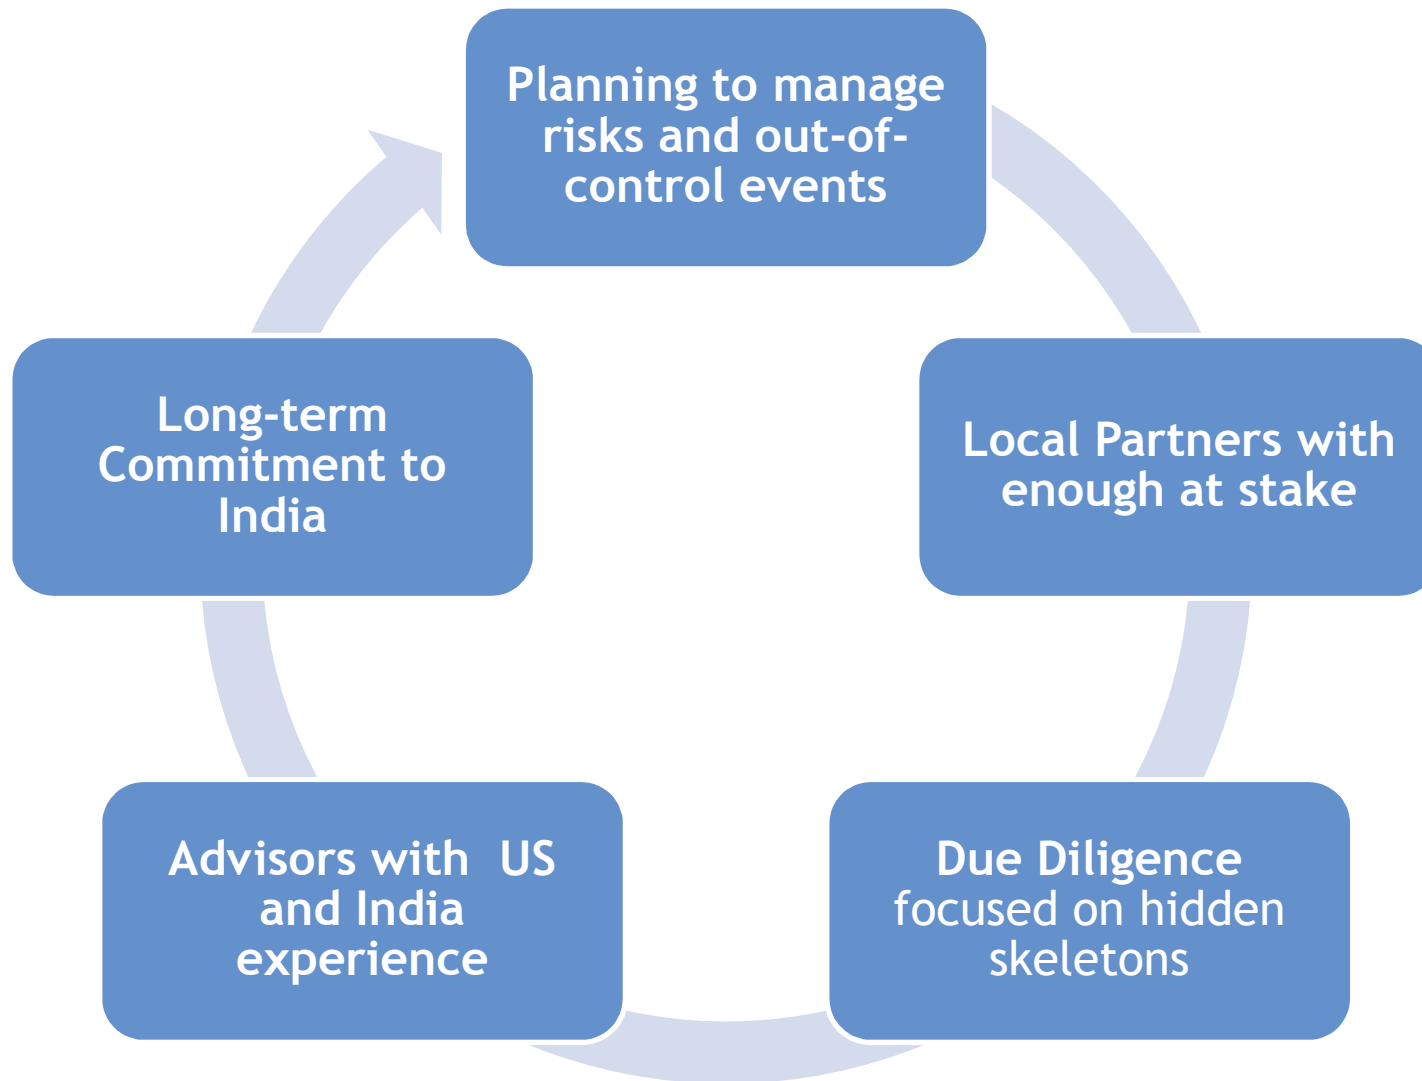 Planning to manage
risks and out-of-
control events
Local Partners with
enough at stake
Due Diligence
focused on hidden
skeletons
Advisors with  US
and India
experience
Long-term
Commitment to
India